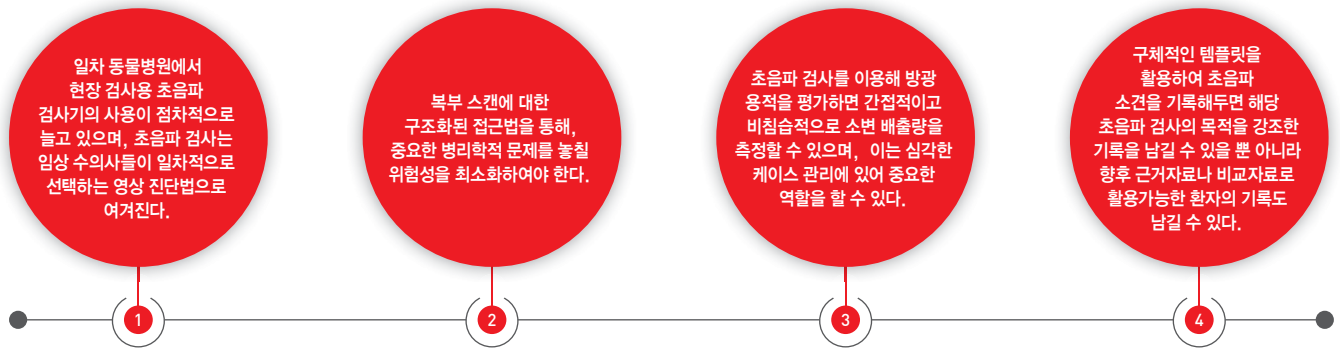 일차 동물병원에서
현장 검사용 초음파
검사기의 사용이 점차적으로
늘고 있으며, 초음파 검사는
임상 수의사들이 일차적으로
선택하는 영상 진단법으로
여겨진다.
1
복부 스캔에 대한
구조화된 접근법을 통해,
중요한 병리학적 문제를 놓칠
위험성을 최소화하여야 한다.
2
초음파 검사를 이용해 방광
용적을 평가하면 간접적이고
비침습적으로 소변 배출량을
측정할 수 있으며, 이는 심각한
케이스 관리에 있어 중요한
역할을 할 수 있다.
3
구체적인 템플릿을
활용하여 초음파
소견을 기록해두면 해당
초음파 검사의 목적을 강조한
기록을 남길 수 있을 뿐 아니라
향후 근거자료나 비교자료로
활용가능한 환자의 기록도
남길 수 있다.
4